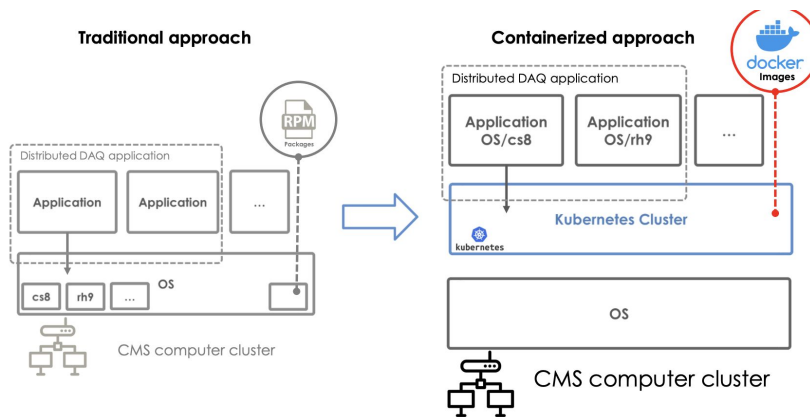 Traditional approach
RPM
Packages
Distributed DAQ application
Application
Application
...
OS
cs8
rh9
...
CMS computer cluster
Containerized approach
docker
Images
Distributed DAQ application
Application
OS/cs8
Application
OS/rh9
...
Kubernetes Cluster
kubernetes
OS
CMS computer cluster